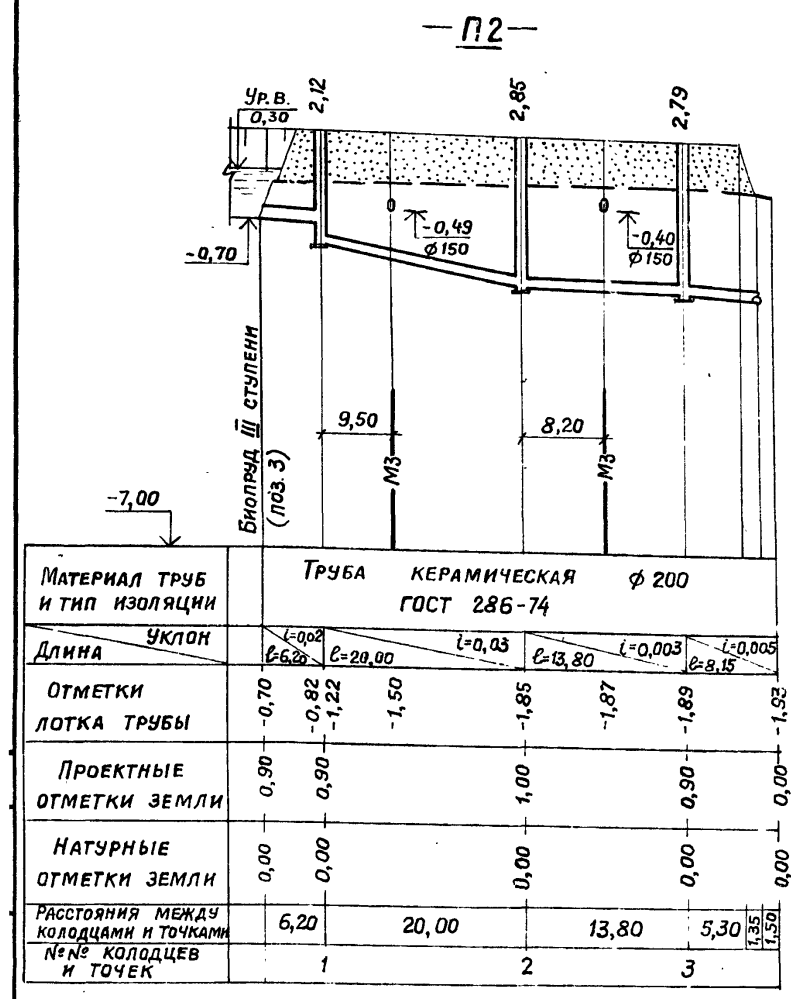 — П2 —
Ур. в.
0,30
2,12
2,85
2,79
-0,70
-0,49
ф 150
-0,40
ф 150
Биопруд III ступени
(поз. 3)
9,50
8,20
М3
М3
-7,00
Материал труб
и тип изоляции
Труба керамическая ф 200
ГОСТ 286-74
Уклон
Длина
i=0,02
ℓ=6,20
i=0,03
ℓ=20,00
i=0,003
ℓ=13,80
i=0,005
ℓ=8,15
Отметки
лотка трубы
-0,70 -0,82 -1,22 -1,50 -1,85 -1,87 -1,89 -1,93
Проектные
отметки земли
0,90 0,90 1,00 0,90 0,00
Натурные
отметки земли
0,00 0,00 0,00 0,00 0,00
Расстояния между
колодцами и точками
6,20 20,00 13,80 5,30 1,35 1,50
№№ колодцев
и точек
1 2 3